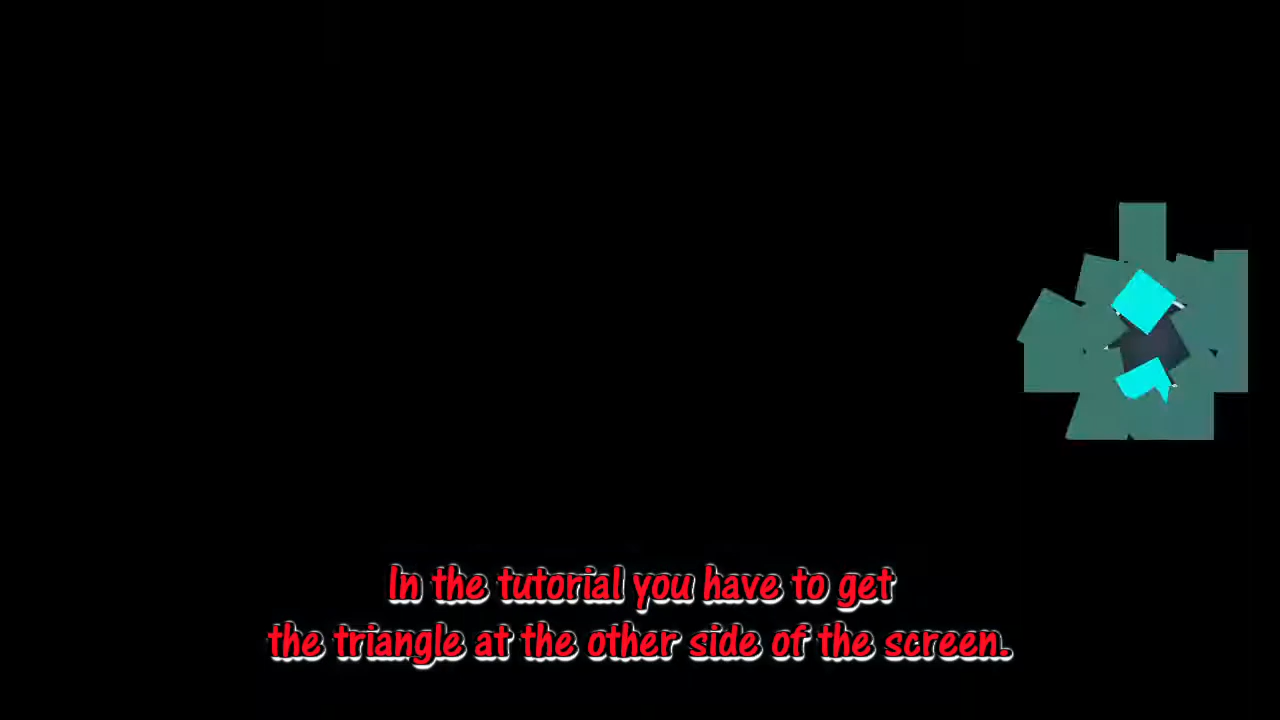 In the tutorial you have to get
the triangle at the other side of the screen.